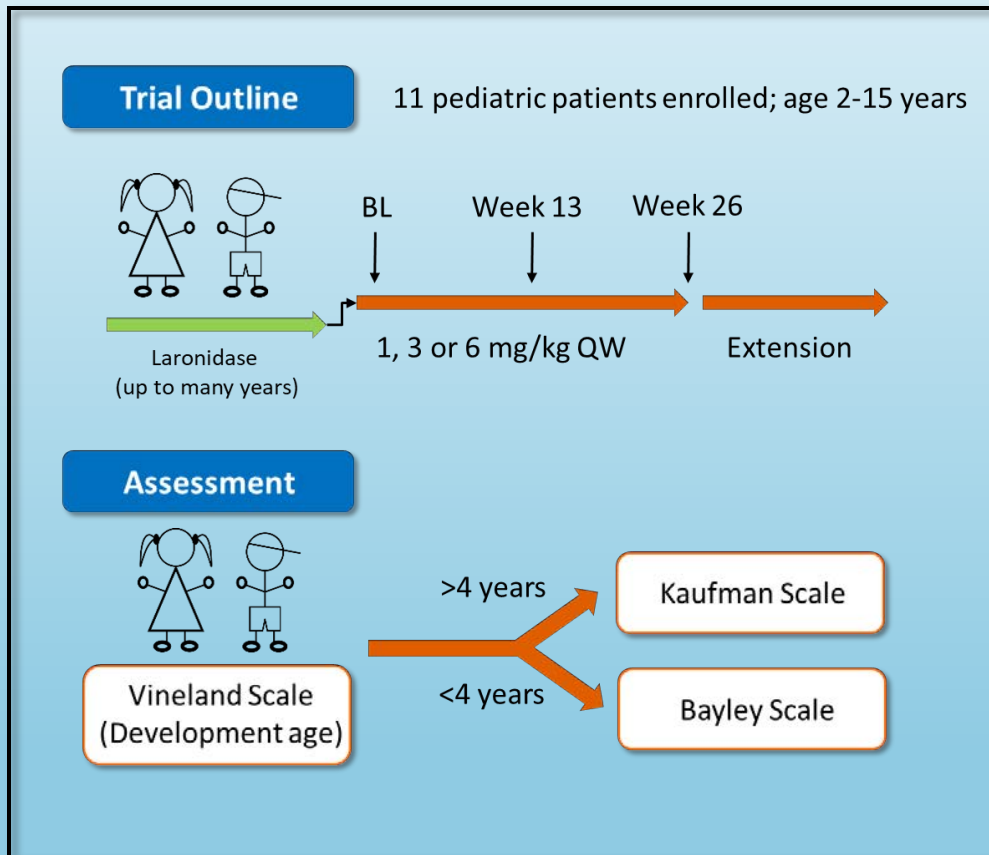 Trial Outline
11 pediatric patients enrolled; age 2-15 years
BL
Week 13
Week 26
Laronidase
(up to many years)
1, 3 or 6 mg/kg QW
Extension
Assessment
>4 years
Kaufman Scale
<4 years
Bayley Scale
Vineland Scale
(Development age)